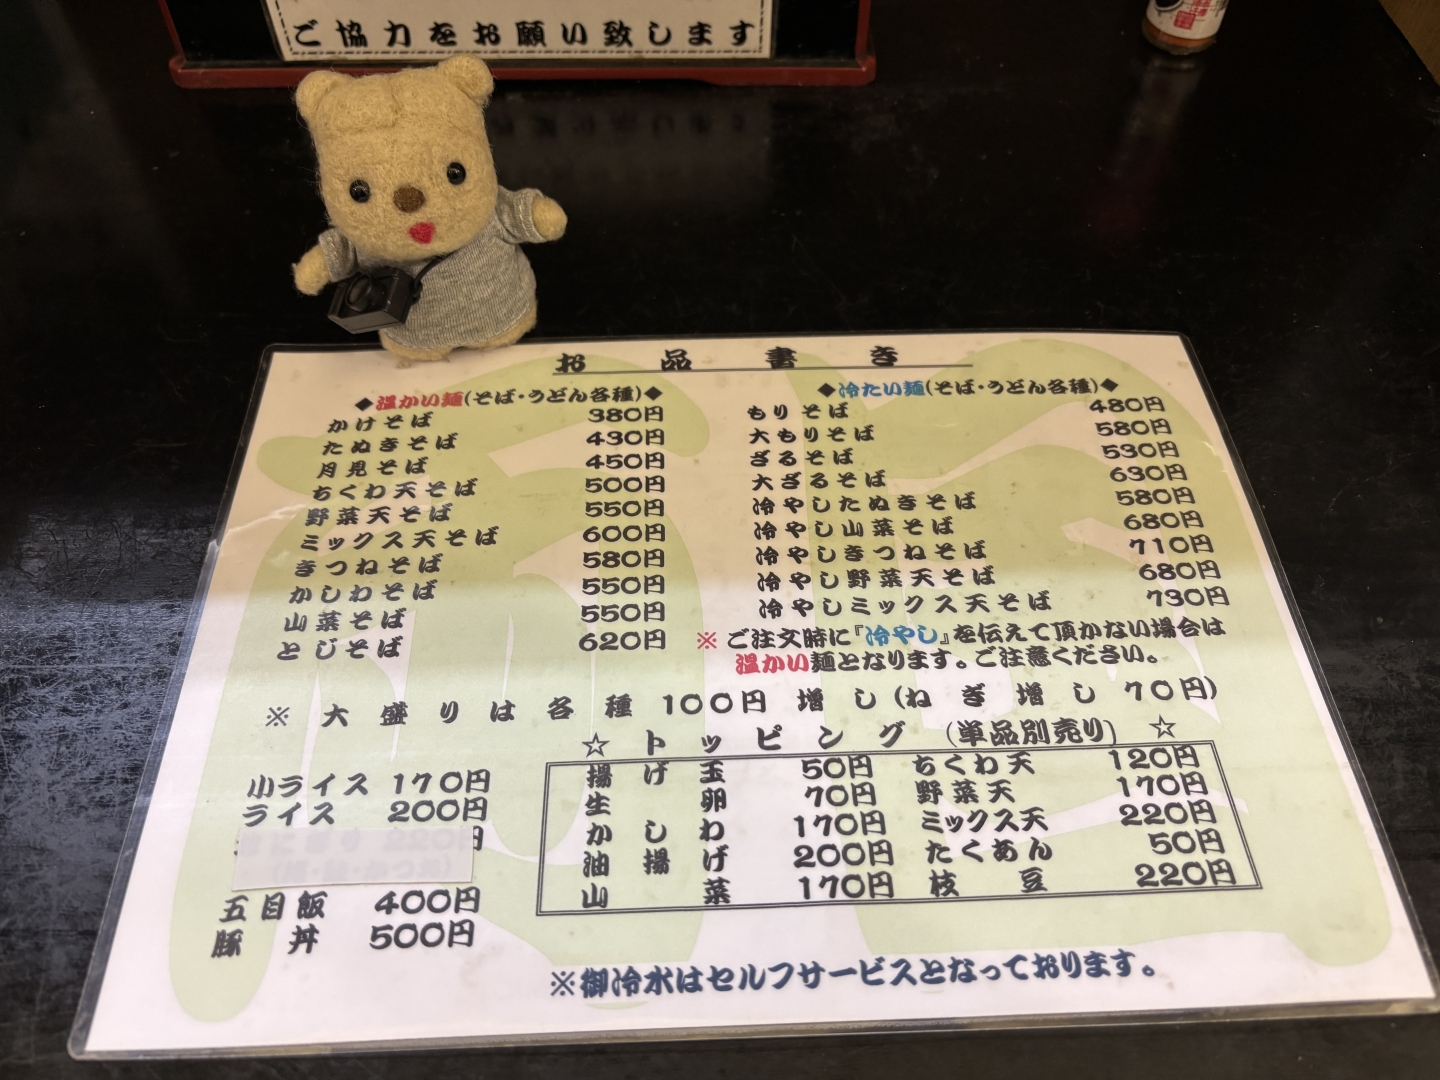 ご協力をお願い致します
お品書き
◆温かい麺(そば・うどん各種)◆
かけそば 380円
たぬきそば 430円
月見そば 450円
ちくわ天そば 500円
野菜天そば 550円
ミックス天そば 600円
きつねそば 580円
かしわそば 550円
山菜そば 550円
とじそば 620円
◆冷たい麺(そば・うどん各種)◆
もりそば 480円
大もりそば 580円
ざるそば 530円
大ざるそば 630円
冷やしたぬきそば 580円
冷やし山菜そば 680円
冷やしきつねそば 710円
冷やし野菜天そば 680円
冷やしミックス天そば 730円
※ご注文時に『冷やし』を伝えて頂かない場合は
温かい麺となります。ご注意ください。
※大盛りは各種100円増し(ねぎ増し70円)
小ライス 170円
ライス 200円
220円
五目飯 400円
豚丼 500円
☆トッピング(単品別売り)☆
揚げ玉 50円 ちくわ天 120円
生卵 70円 野菜天 170円
かしわ 170円 ミックス天 220円
油揚げ 200円 たくあん 50円
山菜 170円 枝豆 220円
※御冷水はセルフサービスとなっております。